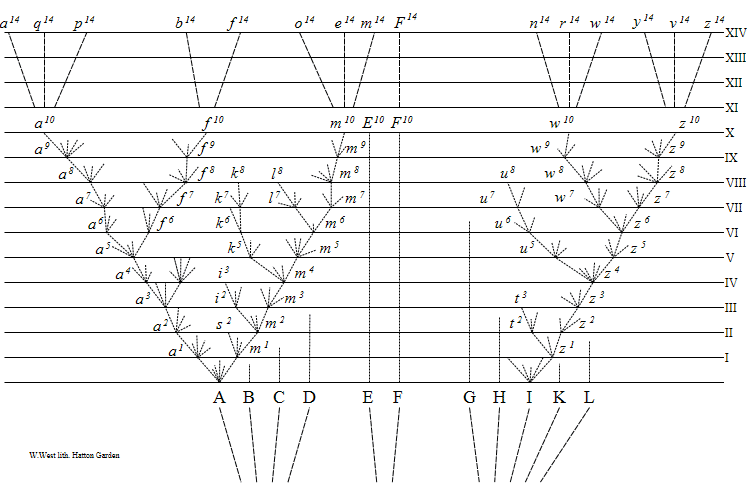 a¹⁴ q¹⁴ p¹⁴ b¹⁴ f¹⁴ o¹⁴ e¹⁴ m¹⁴ F¹⁴ n¹⁴ r¹⁴ w¹⁴ y¹⁴ v¹⁴ z¹⁴
XIV
XIII
XII
XI
a¹⁰ f¹⁰ m¹⁰ E¹⁰ F¹⁰ w¹⁰ z¹⁰
X
a⁹ f⁹ m⁹ w⁹ z⁹
IX
a⁸ f⁸ k⁸ l⁸ m⁸ u⁸ w⁸ z⁸
VIII
a⁷ f⁷ k⁷ l⁷ m⁷ u⁷ w⁷ z⁷
VII
a⁶ f⁶ k⁶ m⁶ u⁶ z⁶
VI
a⁵ k⁵ m⁵ u⁵ z⁵
V
a⁴ i³ m⁴ z⁴
IV
a³ i² m³ t³ z³
III
a² s² m² t² z²
II
a¹ m¹ z¹
I
A B C D E F G H I K L
W.West lith. Hatton Garden